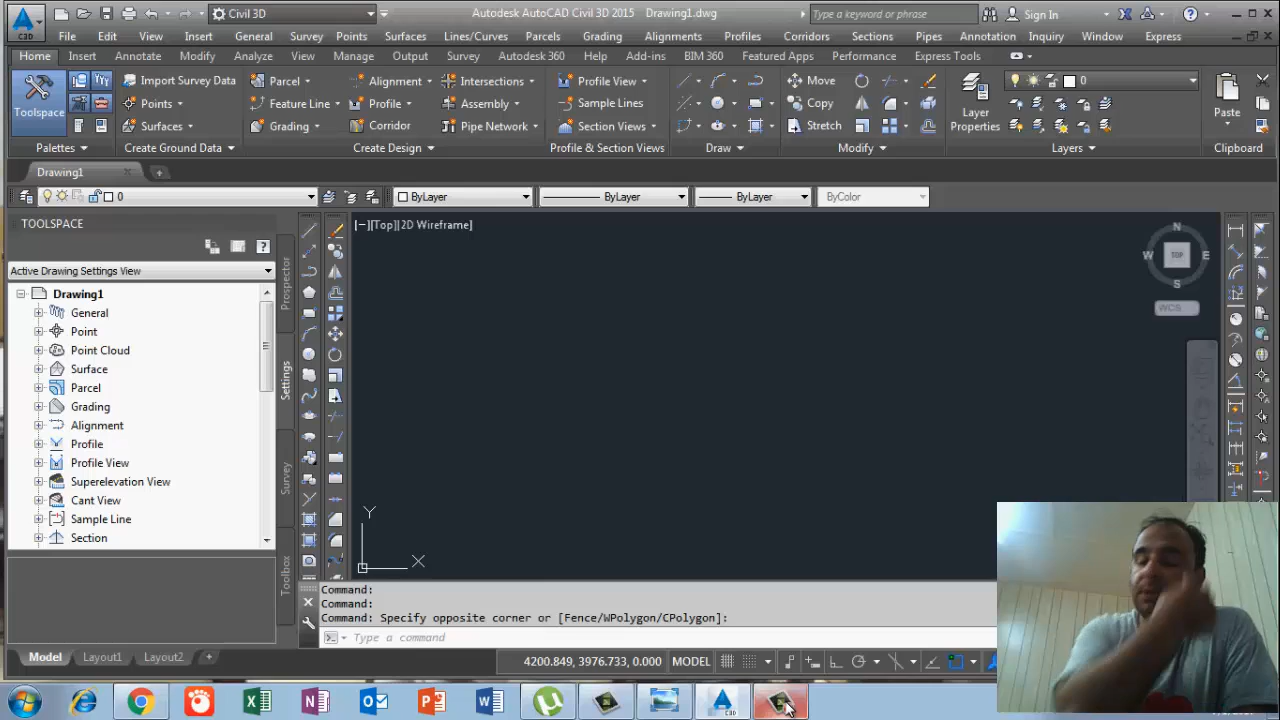 Civil 3D
Autodesk AutoCAD Civil 3D 2015 Drawing1.dwg
Type a keyword or phrase
Sign In
C3D
File Edit View Insert General Survey Points Surfaces Lines/Curves Parcels Grading Alignments Profiles Corridors Sections Pipes Annotation Inquiry Window Express
Home Insert Annotate Modify Analyze View Manage Output Survey Autodesk 360 Help Add-ins BIM 360 Featured Apps Performance Express Tools
Import Survey Data Parcel Alignment Intersections Profile View Move 0
Toolspace Points Feature Line Profile Assembly Sample Lines Copy Layer Properties Paste
Surfaces Grading Corridor Pipe Network Section Views Stretch
Palettes Create Ground Data Create Design Profile & Section Views Draw Modify Layers Clipboard
Drawing1
0 ByLayer ByLayer ByLayer ByColor
TOOLSPACE
[−][Top][2D Wireframe]
N
W TOP E
S
WCS
Active Drawing Settings View
Prospector
Settings
Survey
Toolbox
Drawing1
General
Point
Point Cloud
Surface
Parcel
Grading
Alignment
Profile
Profile View
Superelevation View
Cant View
Sample Line
Section
Y
X
Command:
Command:
Command: Specify opposite corner or [Fence/WPolygon/CPolygon]:
Type a command
Model Layout1 Layout2 +
4200.849, 3976.733, 0.000 MODEL
C3D